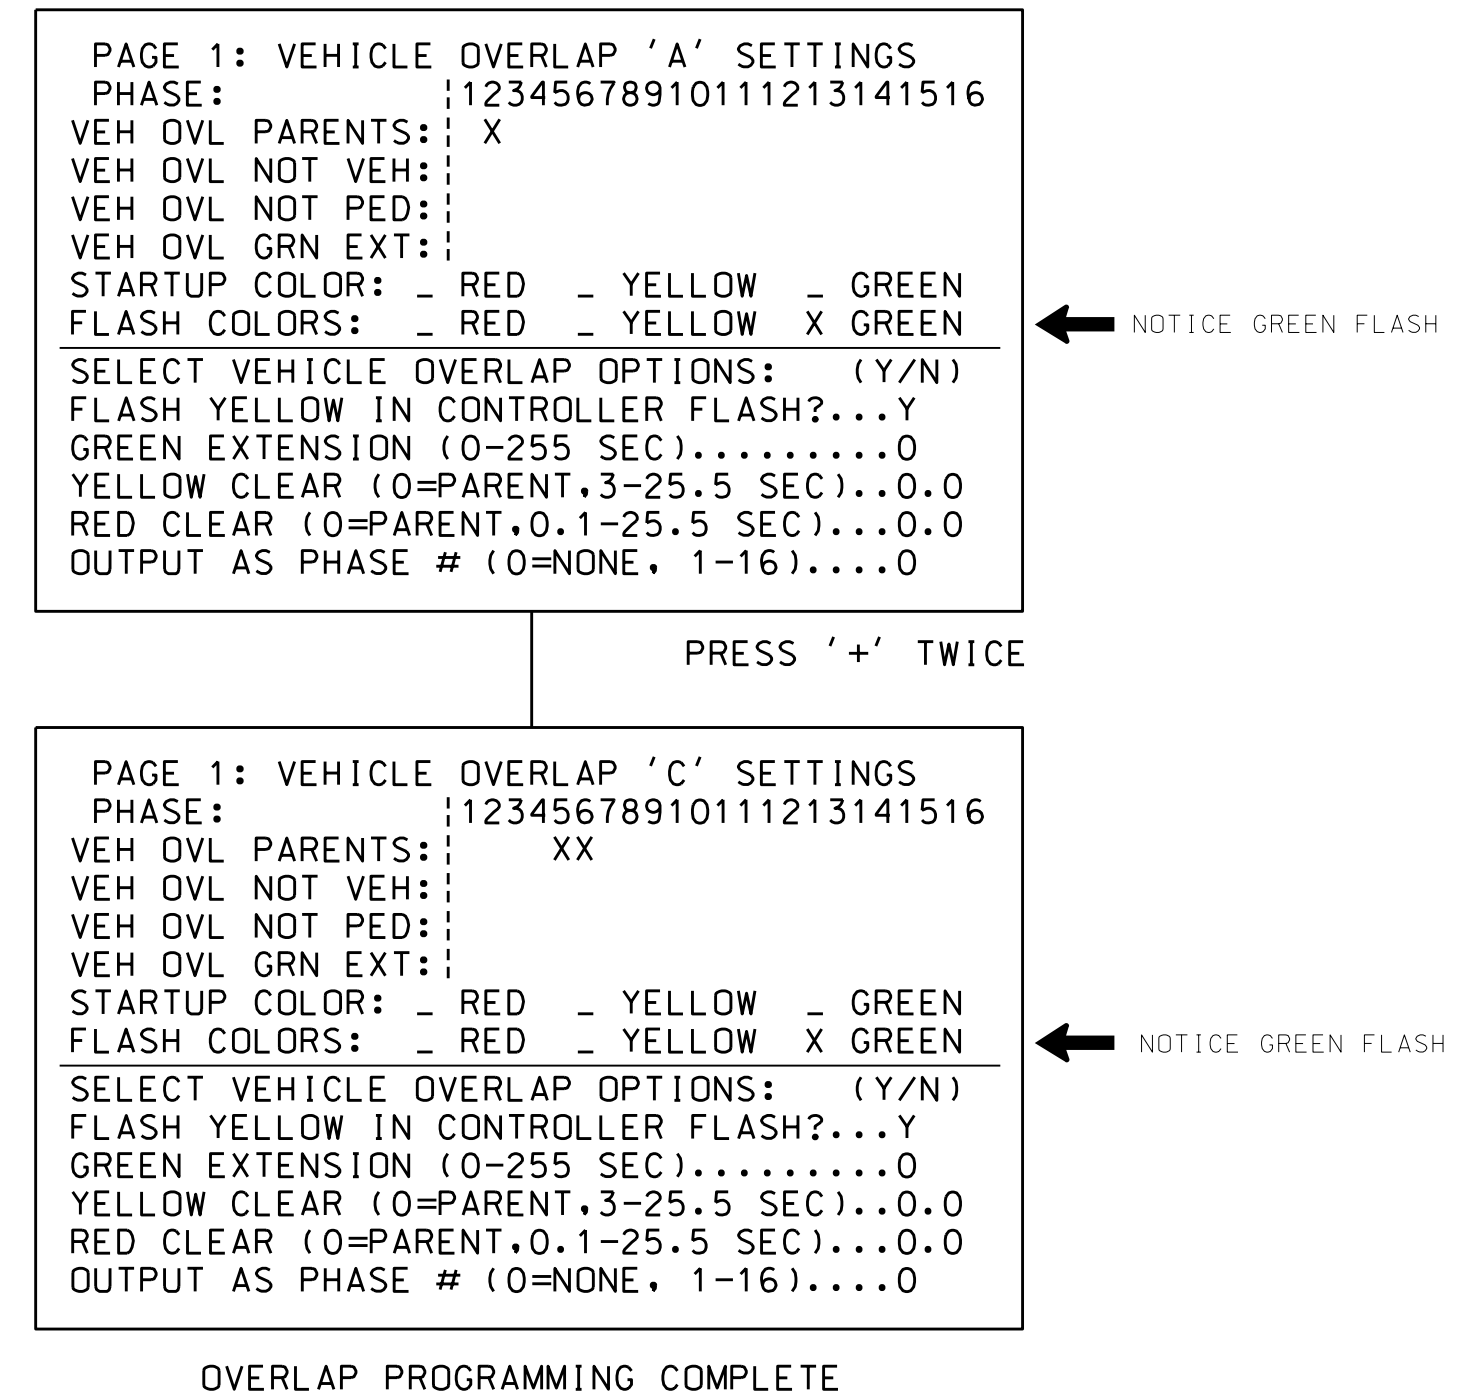 PAGE 1: VEHICLE OVERLAP 'A' SETTINGS
PHASE: 12345678910111213141516
VEH OVL PARENTS: X
VEH OVL NOT VEH:
VEH OVL NOT PED:
VEH OVL GRN EXT:
STARTUP COLOR: _ RED _ YELLOW _ GREEN
FLASH COLORS: _ RED _ YELLOW X GREEN
NOTICE GREEN FLASH
SELECT VEHICLE OVERLAP OPTIONS: (Y/N)
FLASH YELLOW IN CONTROLLER FLASH?...Y
GREEN EXTENSION (0-255 SEC).........0
YELLOW CLEAR (0=PARENT,3-25.5 SEC)..0.0
RED CLEAR (0=PARENT,0.1-25.5 SEC)...0.0
OUTPUT AS PHASE # (0=NONE, 1-16)....0
PRESS '+' TWICE
PAGE 1: VEHICLE OVERLAP 'C' SETTINGS
PHASE: 12345678910111213141516
VEH OVL PARENTS: XX
VEH OVL NOT VEH:
VEH OVL NOT PED:
VEH OVL GRN EXT:
STARTUP COLOR: _ RED _ YELLOW _ GREEN
FLASH COLORS: _ RED _ YELLOW X GREEN
NOTICE GREEN FLASH
SELECT VEHICLE OVERLAP OPTIONS: (Y/N)
FLASH YELLOW IN CONTROLLER FLASH?...Y
GREEN EXTENSION (0-255 SEC).........0
YELLOW CLEAR (0=PARENT,3-25.5 SEC)..0.0
RED CLEAR (0=PARENT,0.1-25.5 SEC)...0.0
OUTPUT AS PHASE # (0=NONE, 1-16)....0
OVERLAP PROGRAMMING COMPLETE